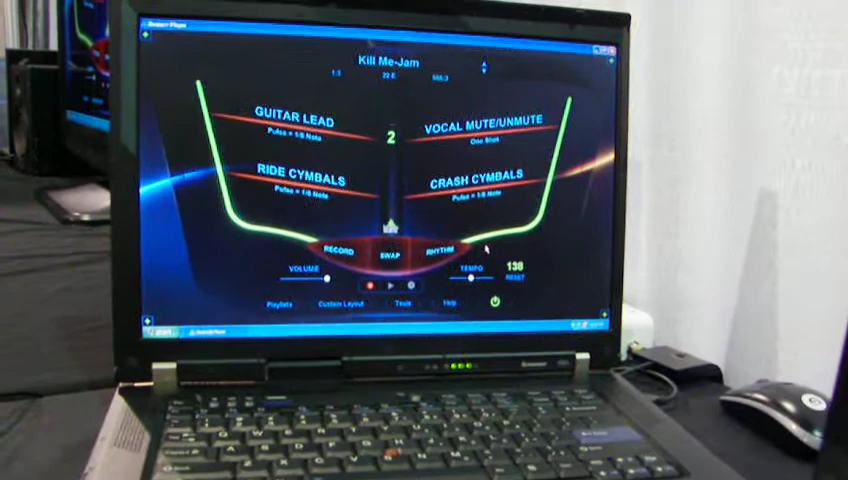 Kill Me-Jam
GUITAR LEAD
Pulse = 1/8 Note
2
VOCAL MUTE/UNMUTE
One Shot
RIDE CYMBALS
Pulse = 1/8 Note
CRASH CYMBALS
Pulse = 1/8 Note
RECORD
SWAP
RHYTHM
VOLUME
TEMPO
138
RESET
Playlists
Custom Layout
Tools
Help
start